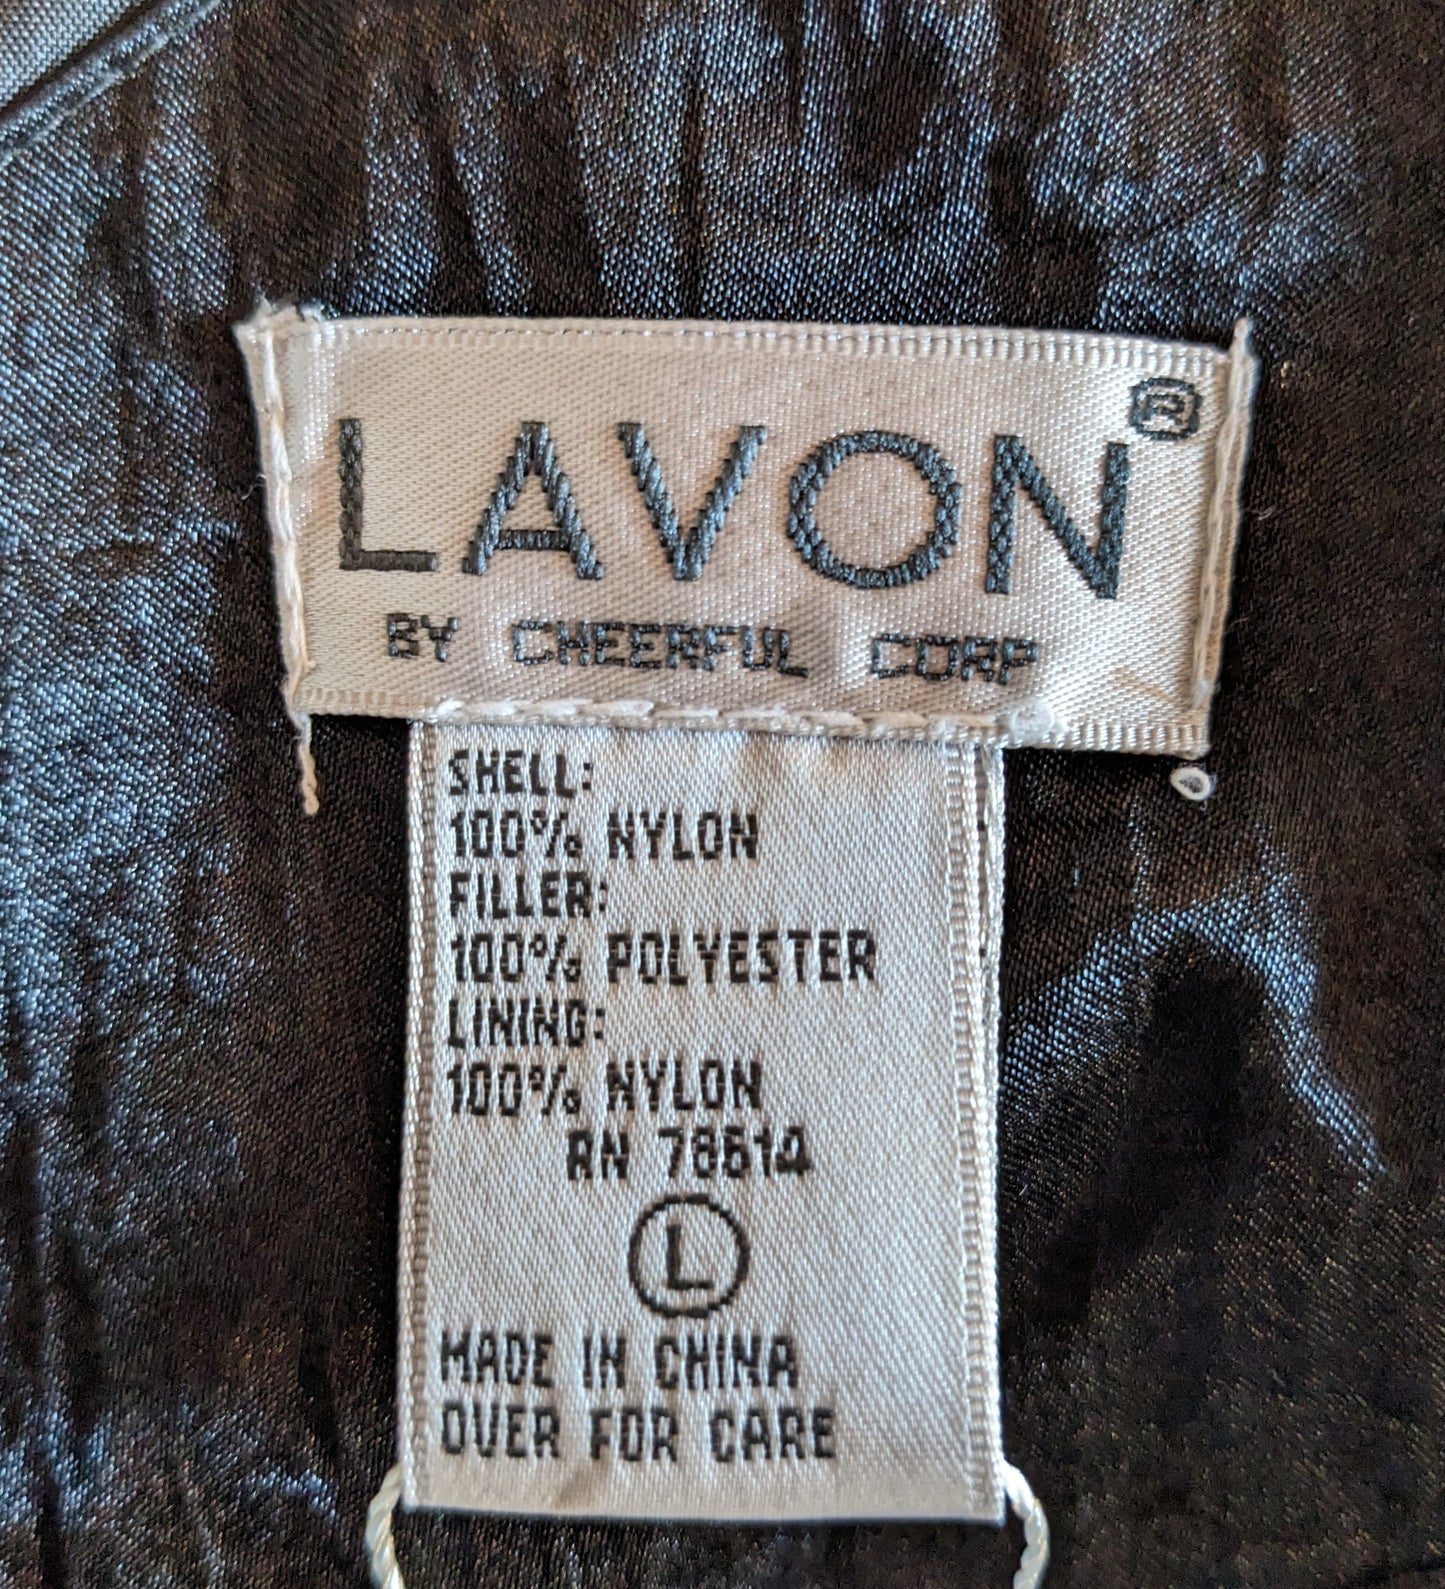 LAVON®
BY CHEERFUL CORP
SHELL:
100% NYLON
FILLER:
100% POLYESTER
LINING:
100% NYLON
RN 78614
L
MADE IN CHINA
OVER FOR CARE